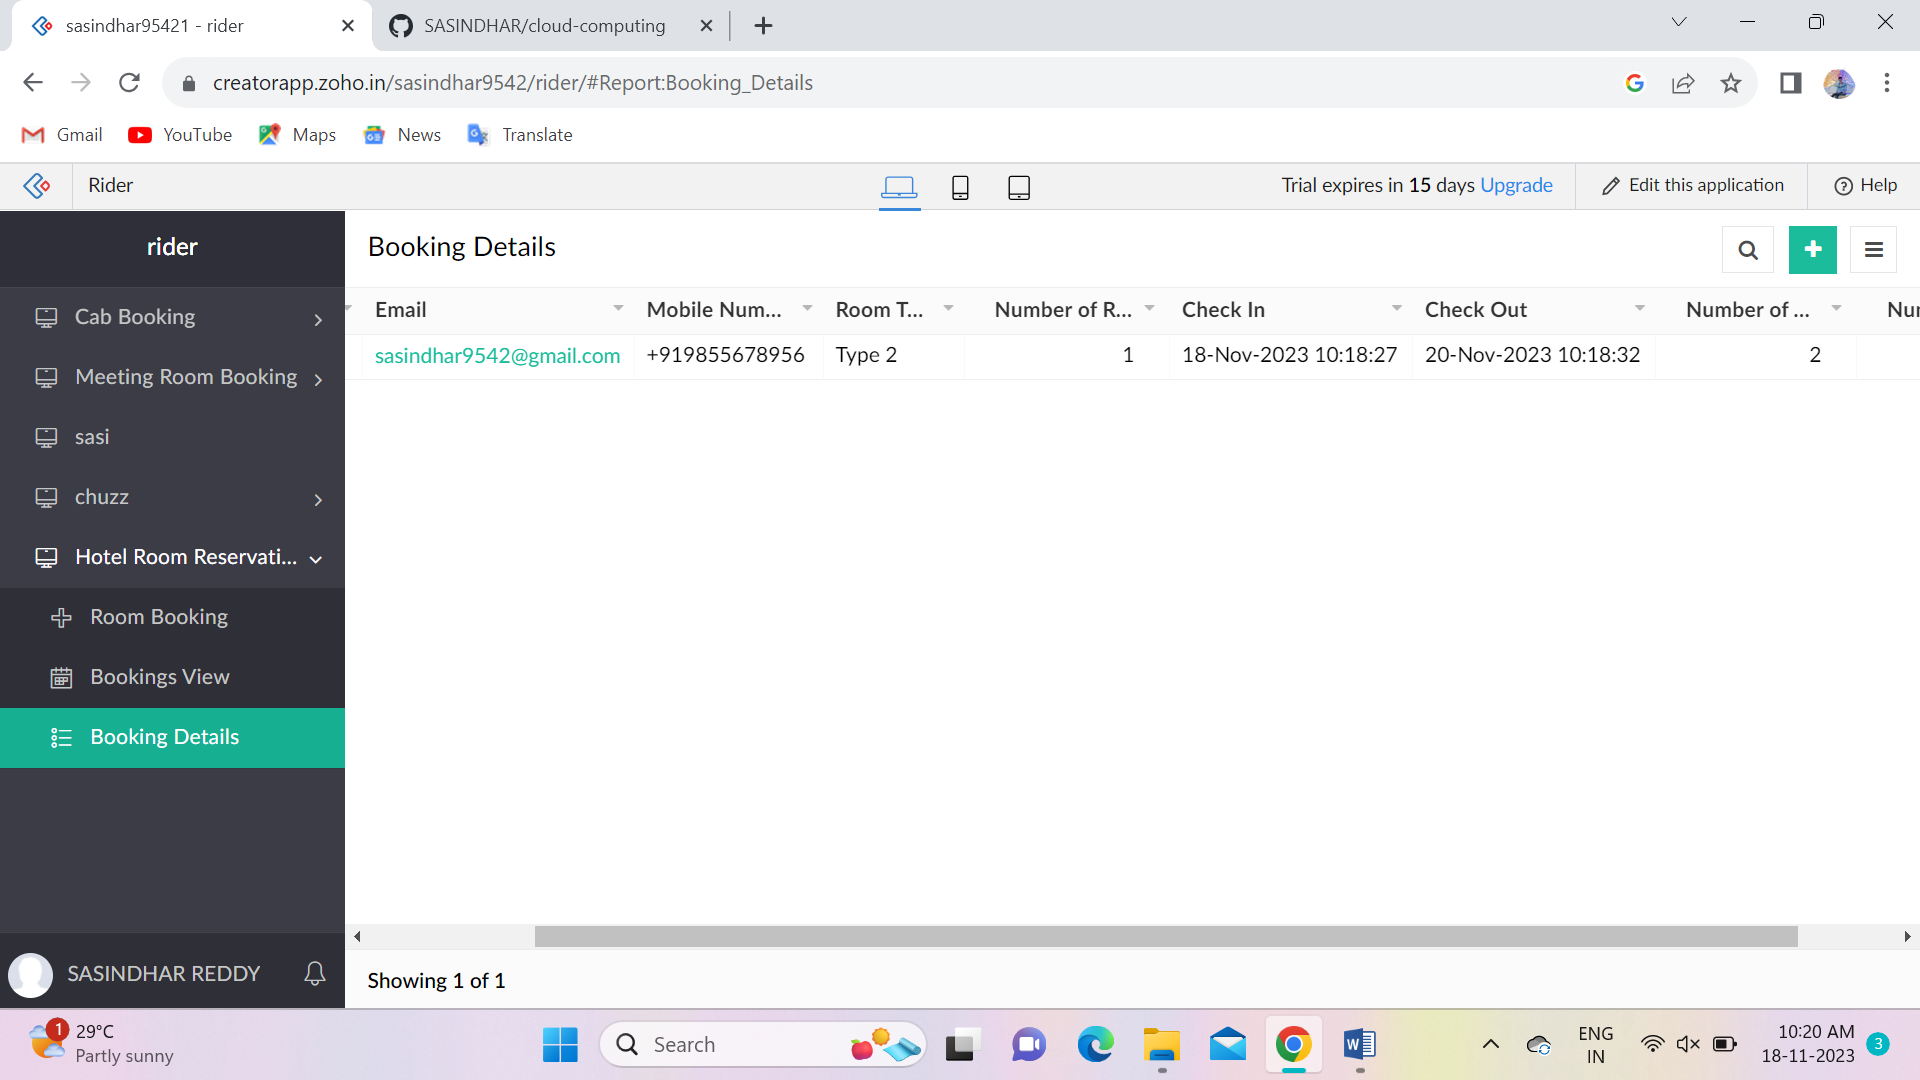 sasindhar95421 - rider
SASINDHAR/cloud-computing
creatorapp.zoho.in/sasindhar9542/rider/#Report:Booking_Details
Gmail YouTube Maps News Translate
Rider
Trial expires in 15 days Upgrade
Edit this application
Help
rider
Cab Booking
Meeting Room Booking
sasi
chuzz
Hotel Room Reservati...
Room Booking
Bookings View
Booking Details
SASINDHAR REDDY
Booking Details
Email Mobile Num... Room T... Number of R... Check In Check Out Number of ... Nur
sasindhar9542@gmail.com +919855678956 Type 2 1 18-Nov-2023 10:18:27 20-Nov-2023 10:18:32 2
Showing 1 of 1
1
29°C
Partly sunny
Search
ENG
IN
10:20 AM
18-11-2023
3